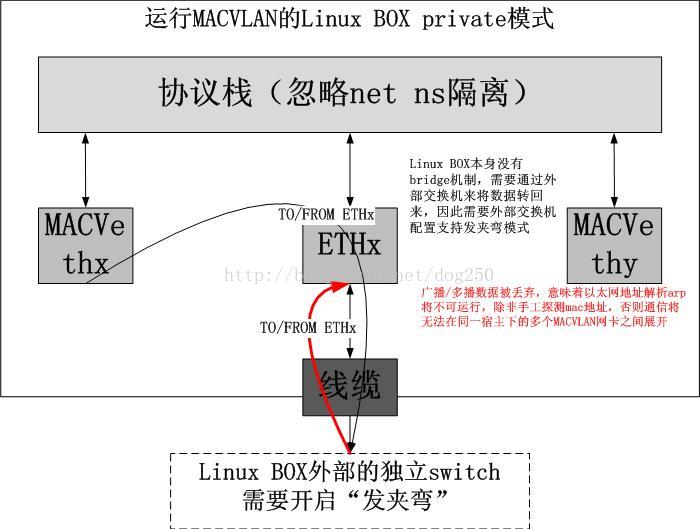 运行MACVLAN的Linux BOX private模式
协议栈（忽略net ns隔离）
Linux BOX本身没有
bridge机制，需要通过外
部交换机来将数据转回
来，因此需要外部交换机
配置支持发夹弯模式
MACVe
thx
TO/FROM ETHx
ETHx
MACVe
thy
广播/多播数据被丢弃，意味着以太网地址解析arp
将不可运行，除非手工探测mac地址，否则通信将
无法在同一宿主下的多个MACVLAN网卡之间展开
TO/FROM ETHx
线缆
Linux BOX外部的独立switch
需要开启“发夹弯”